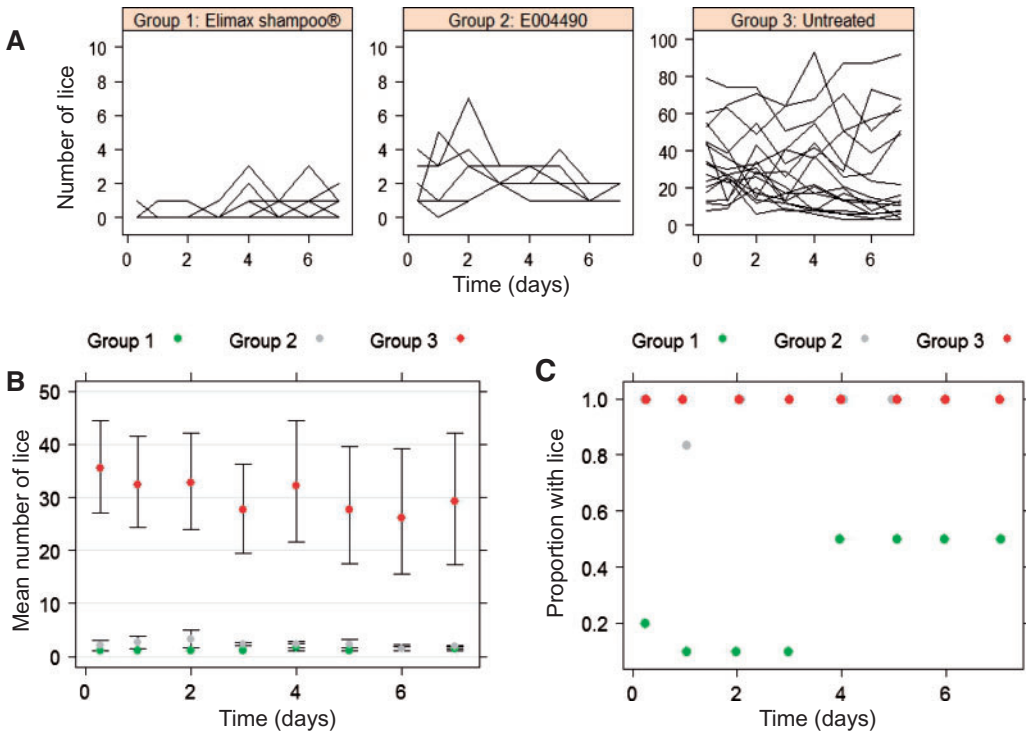 A
Group 1: Elimax shampoo®
Group 2: E004490
Group 3: Untreated
Number of lice
10
8
6
4
2
0
10
8
6
4
2
0
100
80
60
40
20
0
0 2 4 6
0 2 4 6
0 2 4 6
Time (days)
B
Group 1 Group 2 Group 3
Mean number of lice
50
40
30
20
10
0
0 2 4 6
Time (days)
C
Group 1 Group 2 Group 3
Proportion with lice
1.0
0.8
0.6
0.4
0.2
0 2 4 6
Time (days)